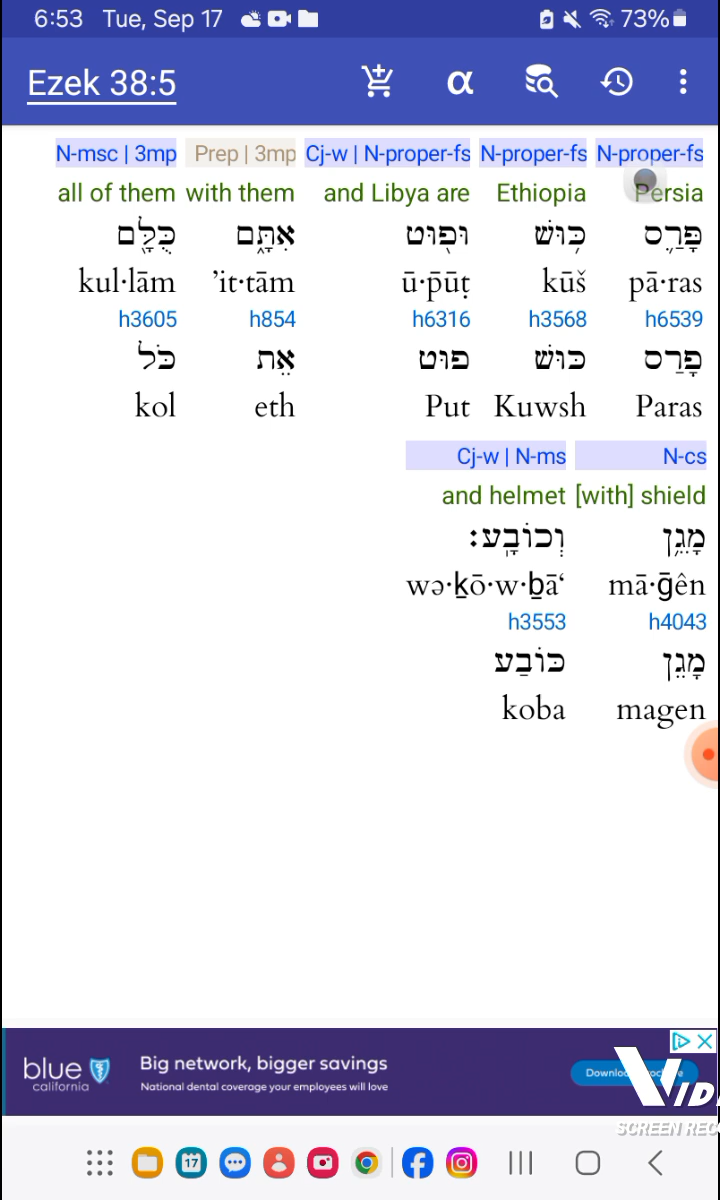 6:53 Tue, Sep 17 73%
Ezek 38:5 α
N-msc | 3mp Prep | 3mp Cj-w | N-proper-fs N-proper-fs N-proper-fs
all of them with them and Libya are Ethiopia Persia
פָּרַ֛ס כּ֥וּשׁ וּפ֖וּט אִתָּ֑ם כֻּלָּ֖ם
kul·lām ’it·tām ū·p̄ūṭ kūš pā·ras
h3605 h854 h6316 h3568 h6539
פָּרַס כּוּשׁ פּוּט אֵת כֹּל
kol eth Put Kuwsh Paras
Cj-w | N-ms N-cs
and helmet [with] shield
מָגֵ֥ן וְכוֹבָֽע׃
wə·ḵō·w·ḇā‘ mā·ḡên
h3553 h4043
מָגֵן כּוֹבַע
koba magen
blue
california
Big network, bigger savings
National dental coverage your employees will love
17
SCREEN REC